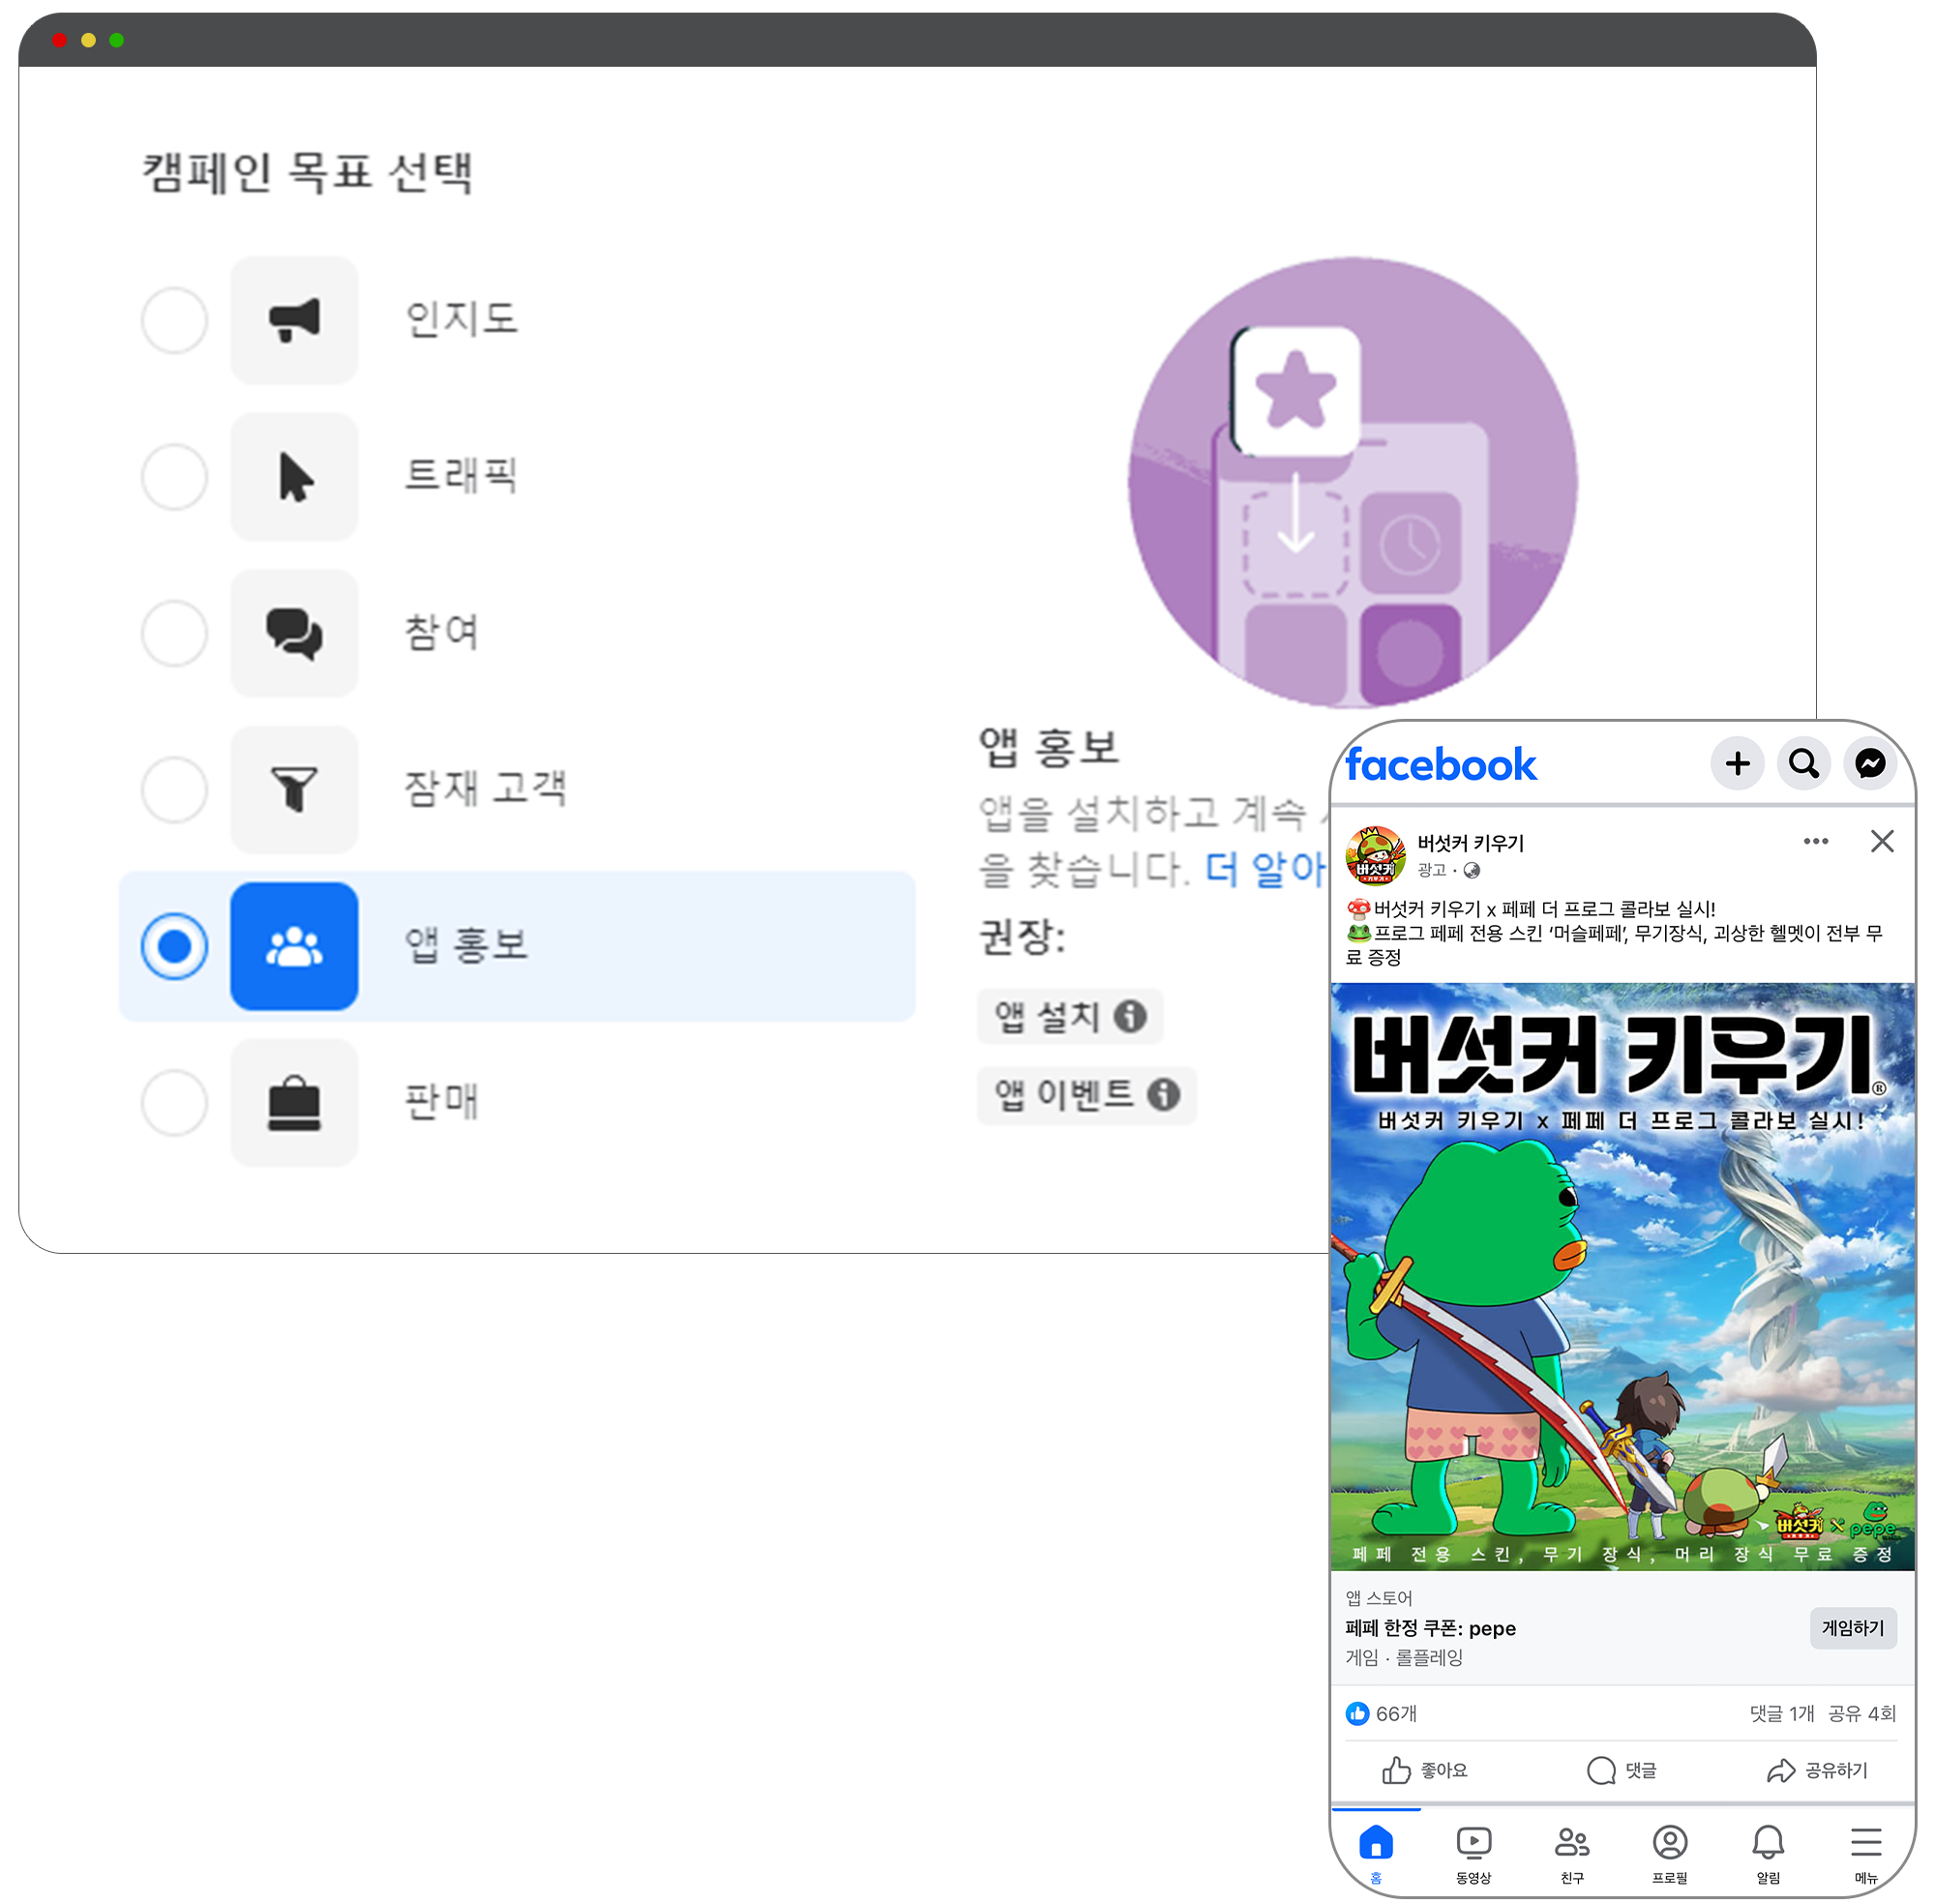 캠페인 목표 선택
인지도
트래픽
참여
잠재 고객
앱 홍보
판매
앱 홍보
앱을 설치하고 계속
을 찾습니다. 더 알아
권장:
앱 설치
앱 이벤트
facebook
버섯커 키우기
광고 ·
버섯커 키우기 x 페페 더 프로그 콜라보 실시!
프로그 페페 전용 스킨 ‘머슬페페’, 무기장식, 괴상한 헬멧이 전부 무
료 증정
버섯커 키우기®
버섯커 키우기 x 페페 더 프로그 콜라보 실시!
버섯커 X pepe
페페 전용 스킨, 무기 장식, 머리 장식 무료 증정
앱 스토어
페페 한정 쿠폰: pepe
게임하기
게임 · 롤플레잉
66개
댓글 1개 공유 4회
좋아요 댓글 공유하기
홈 동영상 친구 프로필 알림 메뉴